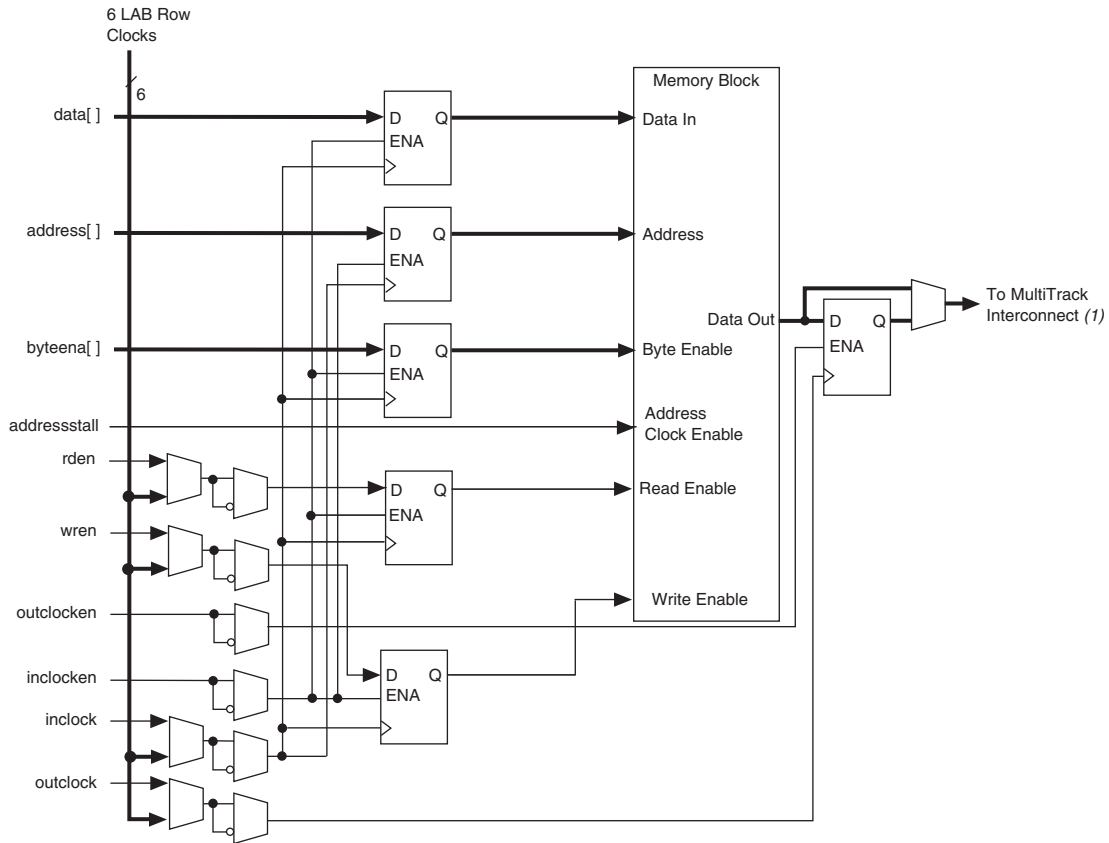 6 LAB Row
Clocks
6
data[ ]
address[ ]
byteena[ ]
addressstall
rden
wren
outclocken
inclocken
inclock
outclock
D Q
ENA
D Q
ENA
D Q
ENA
D Q
ENA
D Q
ENA
Memory Block
Data In
Address
Data Out
Byte Enable
Address
Clock Enable
Read Enable
Write Enable
D Q
ENA
To MultiTrack
Interconnect (1)